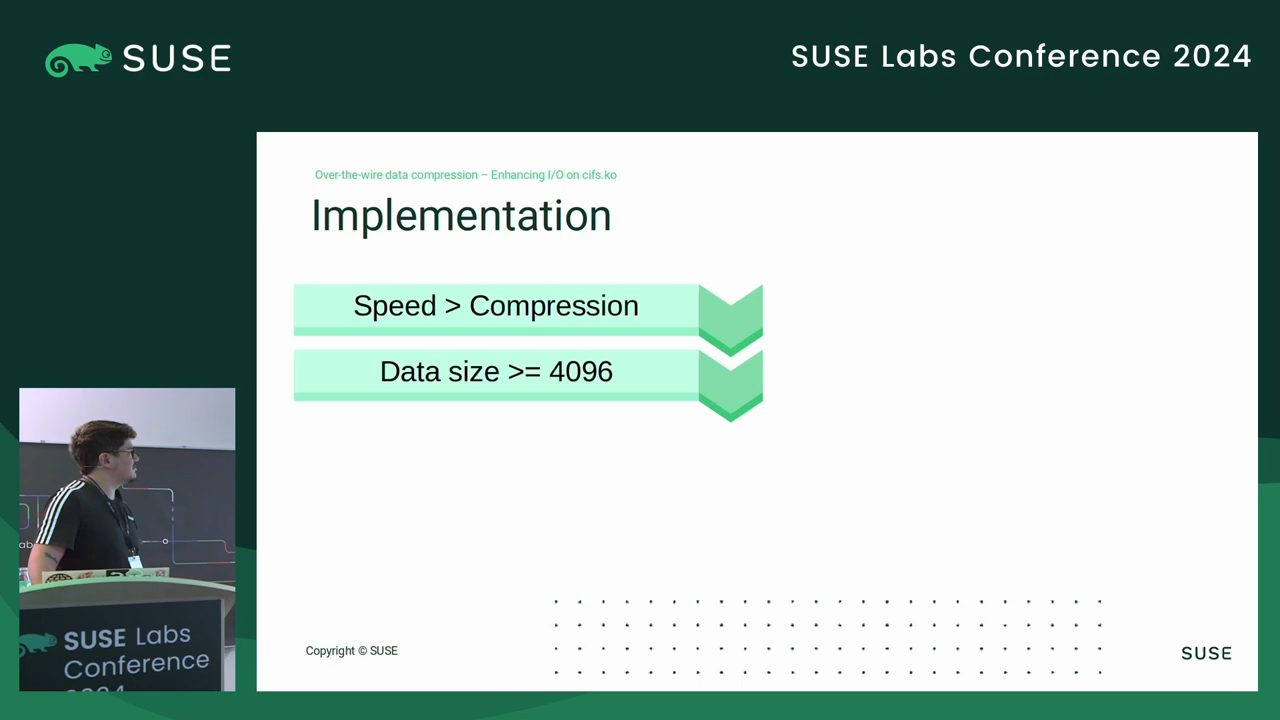 SUSE
SUSE Labs Conference 2024
Over-the-wire data compression – Enhancing I/O on cifs.ko
Implementation
Speed > Compression
Data size >= 4096
SUSE Labs
Conference
2024
Copyright © SUSE
SUSE